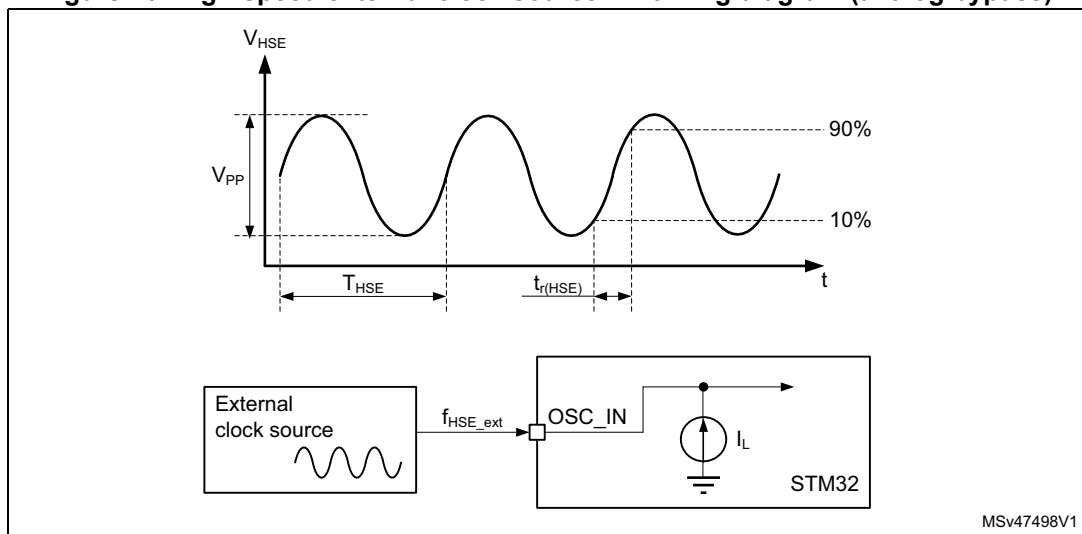 V_HSE
90%
V_PP
10%
t
T_HSE
t_r(HSE)
External
clock source
f_HSE_ext
OSC_IN
I_L
STM32
MSv47498V1